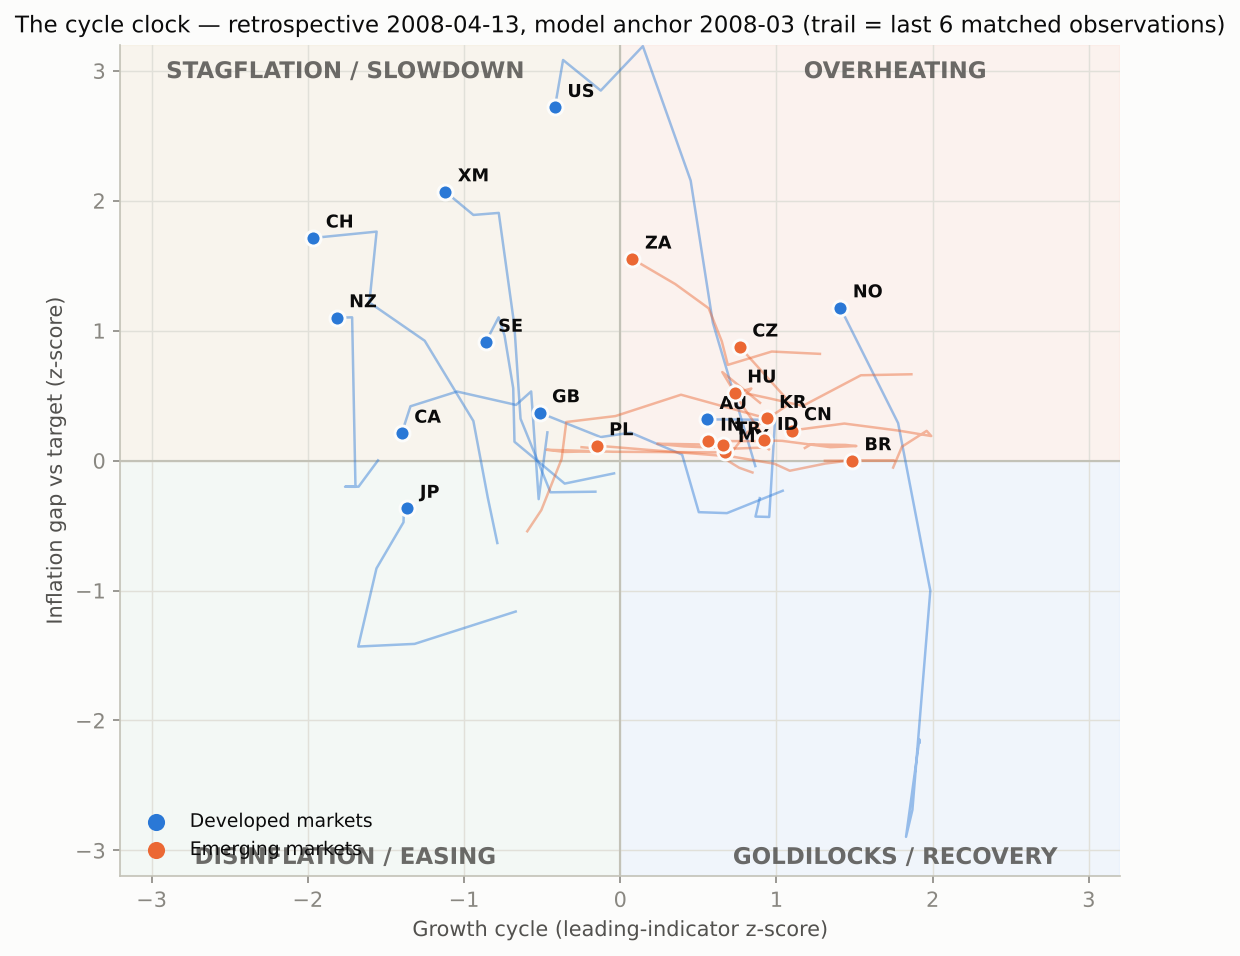 The cycle clock — retrospective 2008-04-13, model anchor 2008-03 (trail = last 6 matched observations)
STAGFLATION / SLOWDOWN
OVERHEATING
US
XM
CH
ZA
NZ
NO
SE
CZ
HU
GB
AU
KR
CN
CA
IN
TR
ID
PL
BR
JP
Developed markets
Emerging markets
DISINFLATION / EASING
GOLDILOCKS / RECOVERY
3
2
1
0
−1
−2
−3
−3
−2
−1
0
1
2
3
Inflation gap vs target (z-score)
Growth cycle (leading-indicator z-score)